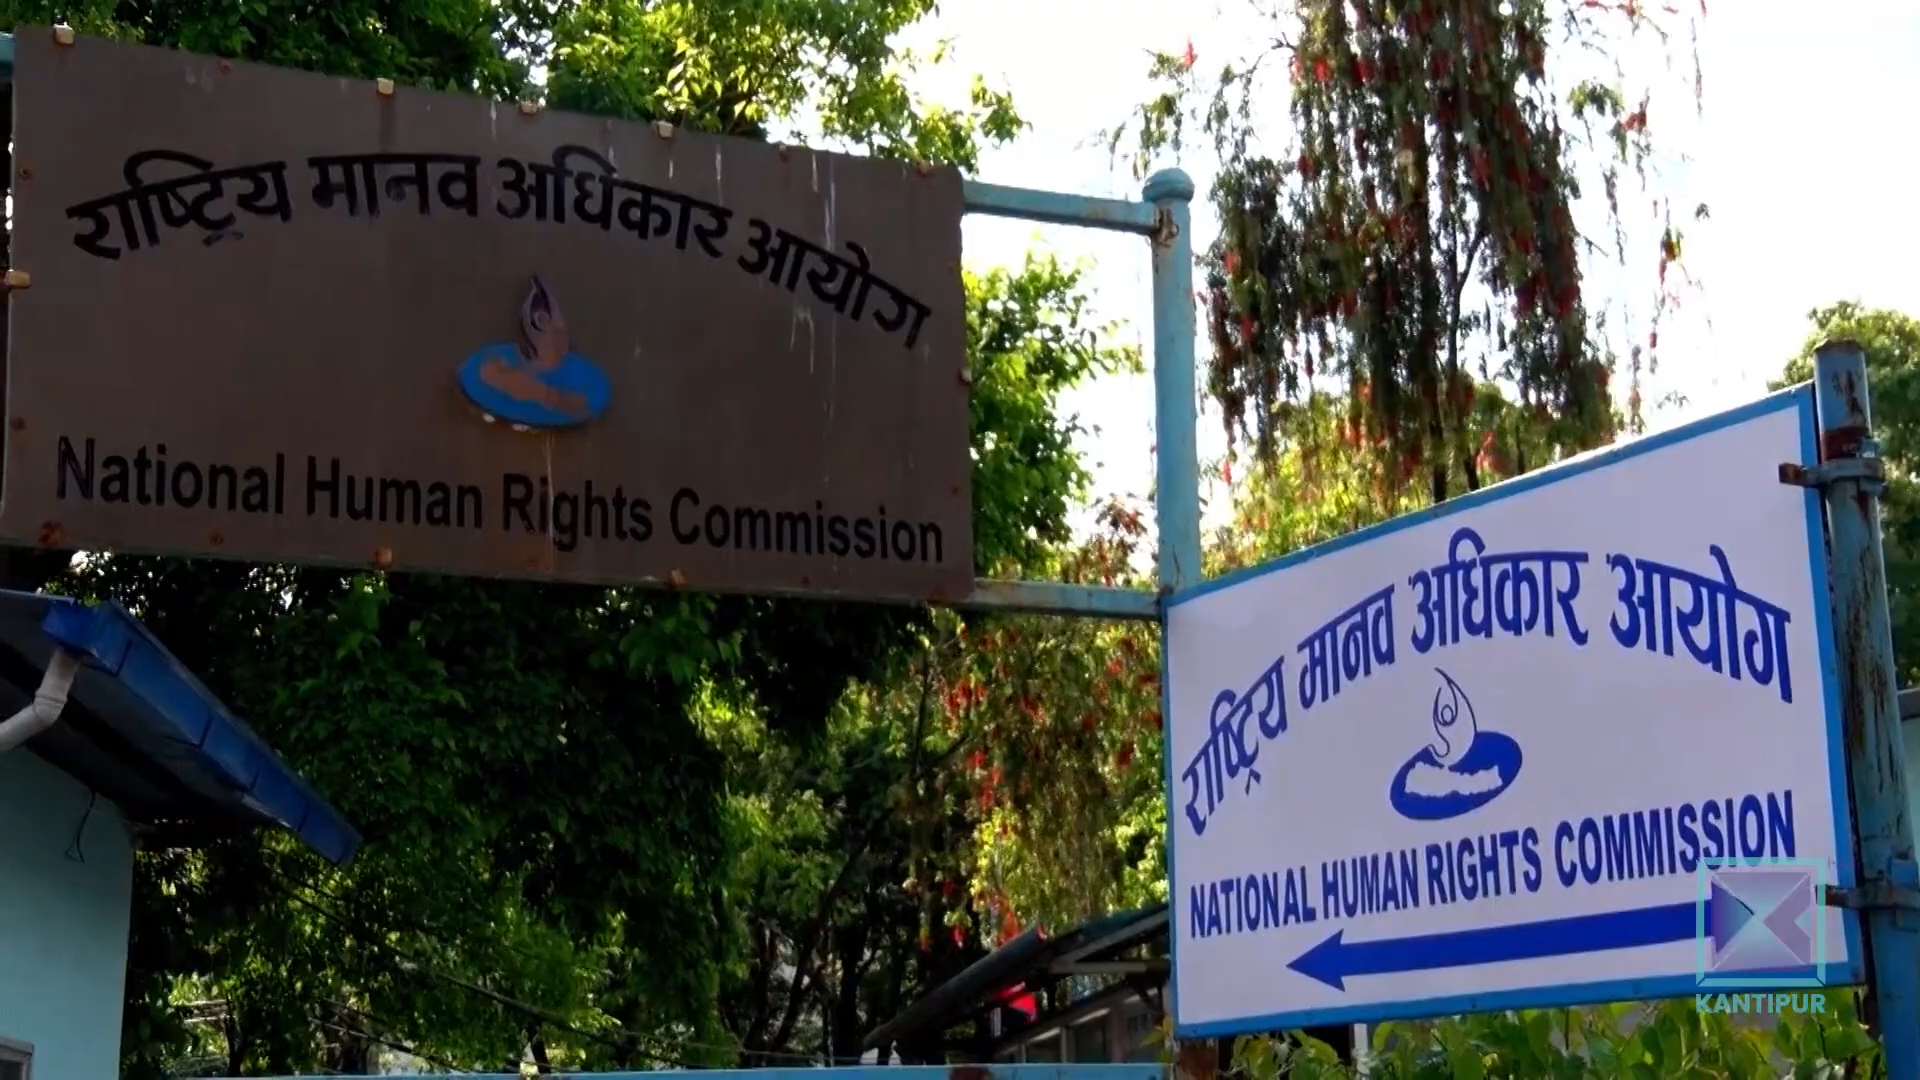 राष्ट्रिय मानव अधिकार आयोग
National Human Rights Commission
राष्ट्रिय मानव अधिकार आयोग
NATIONAL HUMAN RIGHTS COMMISSION
KANTIPUR